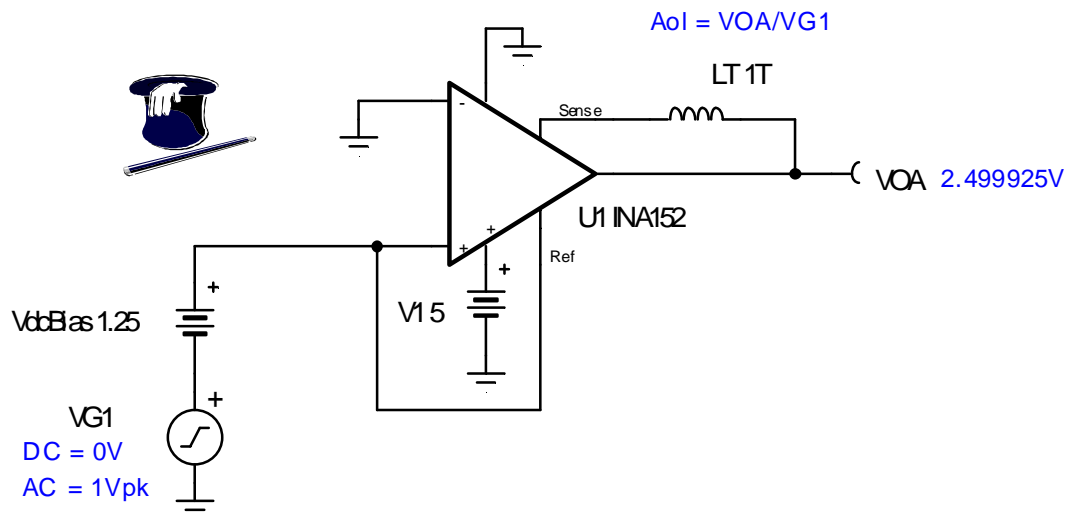 Aol = VOA/VG1
LT 1T
-
Sense
VOA 2.499925V
U1 INA152
+
+
Ref
+
+
V1 5
VdcBias 1.25
+
VG1
DC = 0V
AC = 1Vpk